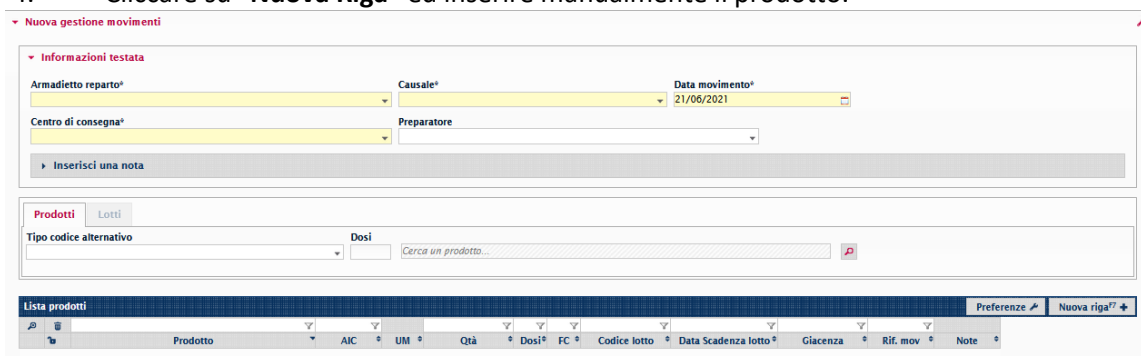 Cliccare su "Nuova Riga" ed inserire manualmente il prodotto.
Nuova gestione movimenti
Informazioni testata
Armadietto reparto* Causale* Data movimento*
21/06/2021
Centro di consegna* Preparatore
Inserisci una nota
Prodotti Lotti
Tipo codice alternativo Dosi
Cerca un prodotto...
Lista prodotti Preferenze Nuova rigaF7 +
Prodotto AIC UM Qtà Dosi FC Codice lotto Data Scadenza lotto Giacenza Rif. mov Note